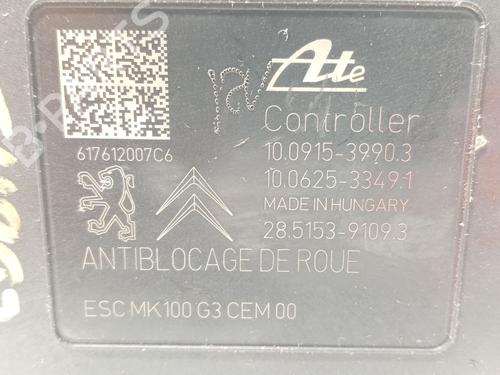 Ate
Controller
617612007C6
10.0915-3990.3
10.0625-3349.1
MADE IN HUNGARY
28.5153-9109.3
ANTIBLOCAGE DE ROUE
ESC MK100 G3 CEM 00